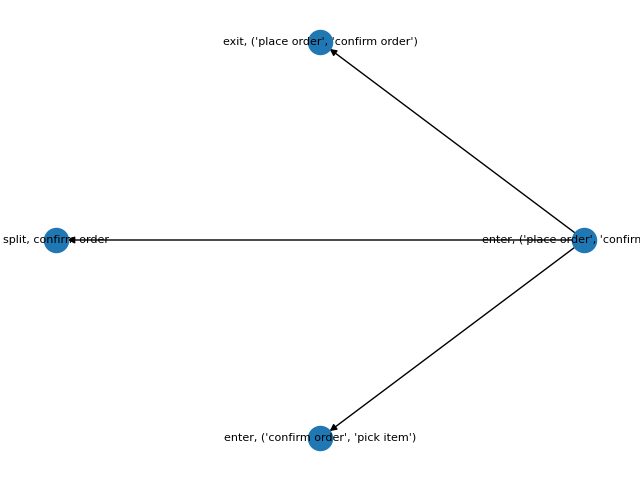 exit, ('place order', 'confirm order')
split, confirm order
enter, ('place order', 'confirm
enter, ('confirm order', 'pick item')